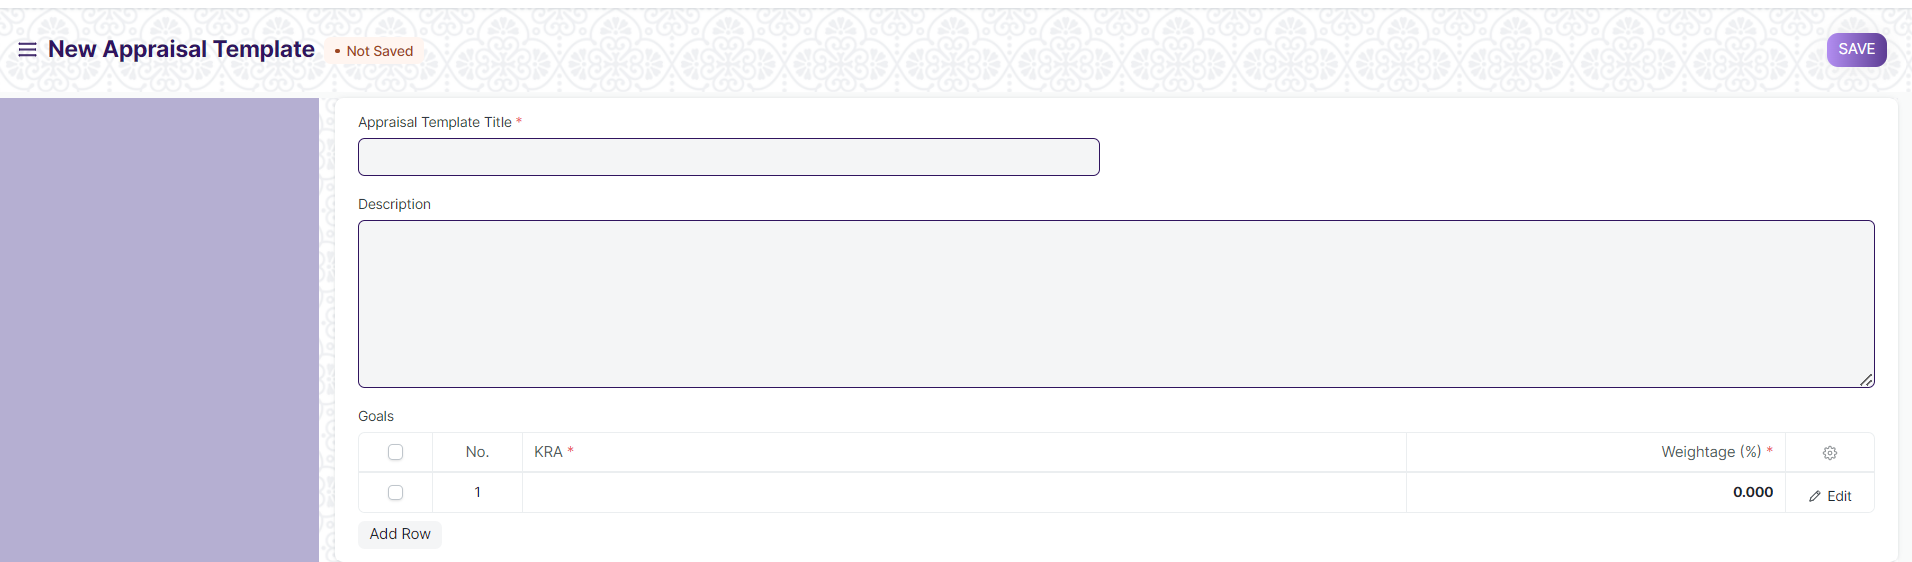 New Appraisal Template • Not Saved SAVE
Appraisal Template Title *
Description
Goals
No. KRA * Weightage (%) *
1 0.000 Edit
Add Row